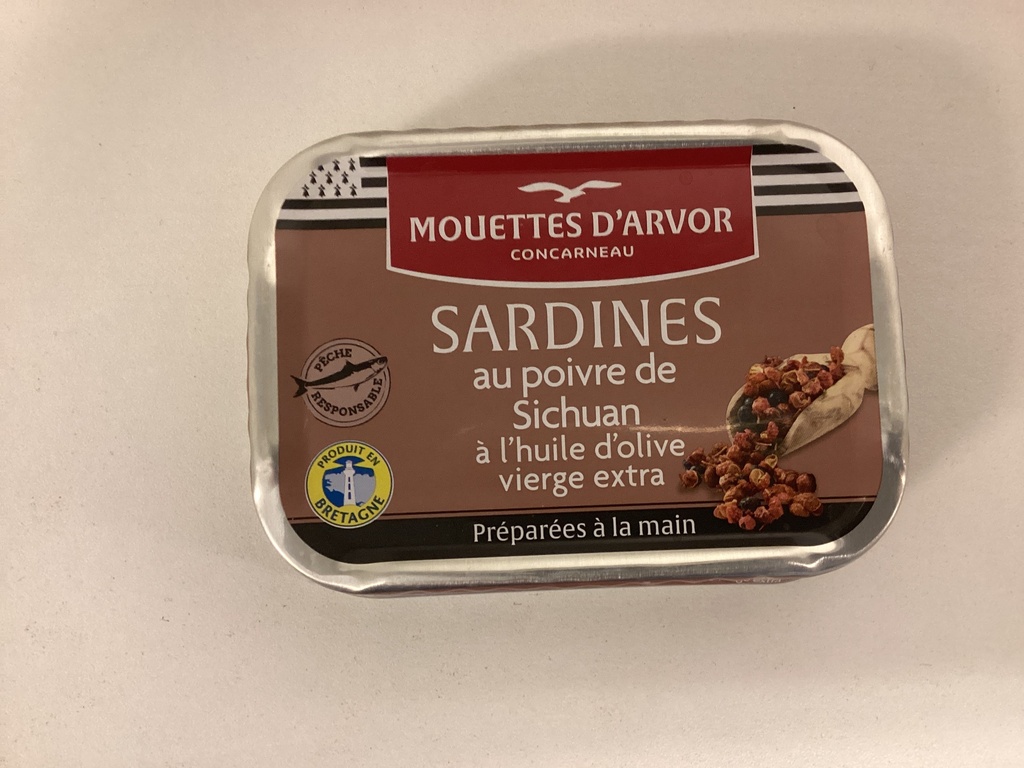 MOUETTES D'ARVOR
CONCARNEAU
SARDINES
au poivre de
Sichuan
à l'huile d'olive
vierge extra
PÊCHE
RESPONSABLE
PRODUIT EN
BRETAGNE
Préparées à la main